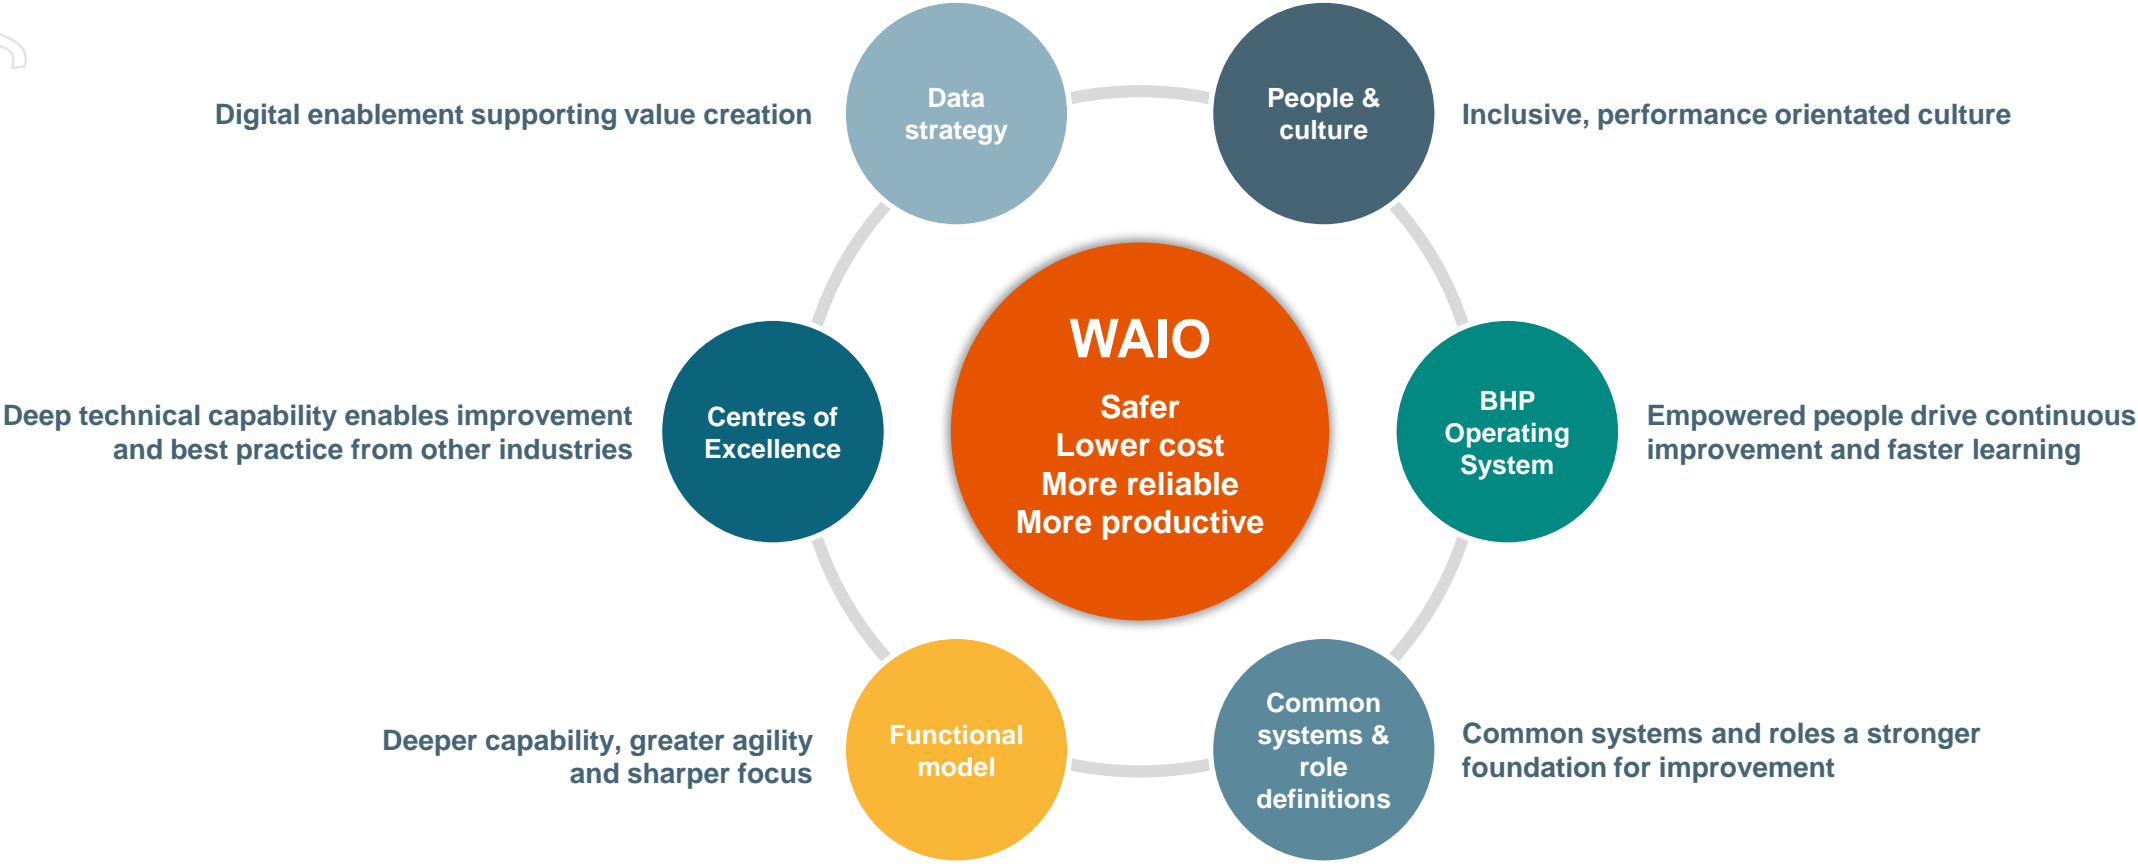 Data
strategy
Digital enablement supporting value creation
People &
culture
Inclusive, performance orientated culture
WAIO
Safer
Lower cost
More reliable
More productive
Centres of
Excellence
Deep technical capability enables improvement
and best practice from other industries
BHP
Operating
System
Empowered people drive continuous
improvement and faster learning
Functional
model
Deeper capability, greater agility
and sharper focus
Common
systems &
role
definitions
Common systems and roles a stronger
foundation for improvement